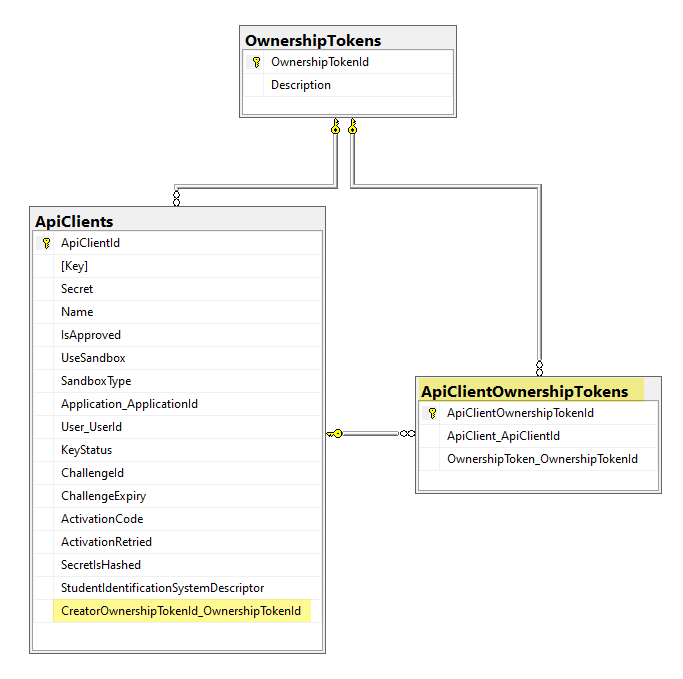 OwnershipTokens
OwnershipTokenId
Description
ApiClients
ApiClientId
[Key]
Secret
Name
IsApproved
UseSandbox
SandboxType
Application_ApplicationId
User_UserId
KeyStatus
ChallengeId
ChallengeExpiry
ActivationCode
ActivationRetried
SecretIsHashed
StudentIdentificationSystemDescriptor
CreatorOwnershipTokenId_OwnershipTokenId
ApiClientOwnershipTokens
ApiClientOwnershipTokenId
ApiClient_ApiClientId
OwnershipToken_OwnershipTokenId